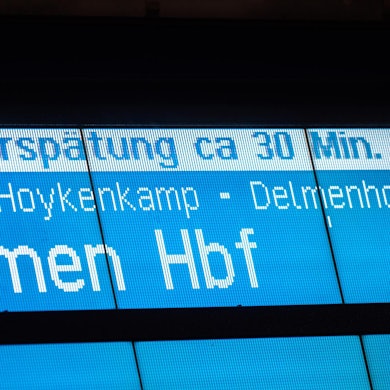 rspätung ca 30 Min.
Hoykenkamp - Delmenho
men Hbf